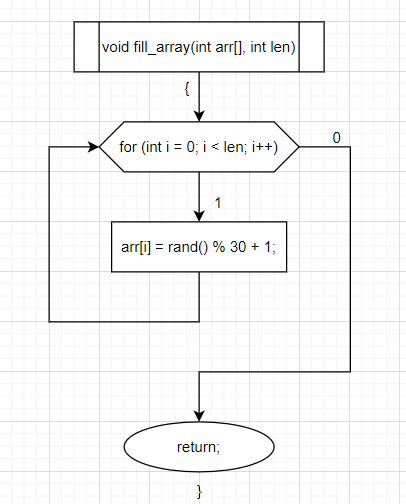 void fill_array(int arr[], int len)
{
for (int i = 0; i < len; i++)
0
1
arr[i] = rand() % 30 + 1;
return;
}